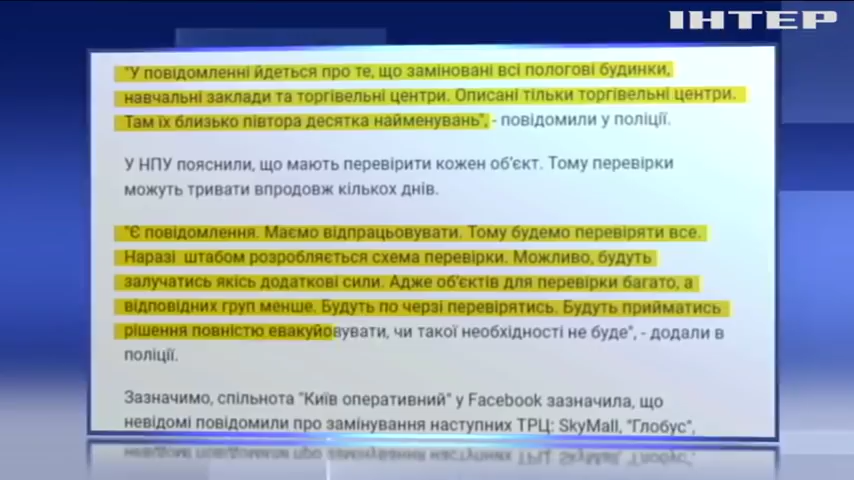 ІНТЕР
"У повідомленні йдеться про те, що заміновані всі пологові будинки,
навчальні заклади та торгівельні центри. Описані тільки торгівельні центри.
Там їх близько півтора десятка найменувань", - повідомили у поліції.
У НПУ пояснили, що мають перевірити кожен об'єкт. Тому перевірки
можуть тривати впродовж кількох днів.
"Є повідомлення. Маємо відпрацьовувати. Тому будемо перевіряти все.
Наразі штабом розробляється схема перевірки. Можливо, будуть
залучатись якісь додаткові сили. Адже об'єктів для перевірки багато, а
відповідних груп менше. Будуть по черзі перевірятись. Будуть прийматись
рішення повністю евакуйовувати, чи такої необхідності не буде", - додали в
поліції.
Зазначимо, спільнота "Київ оперативний" у Facebook зазначила, що
невідомі повідомили про замінування наступних ТРЦ: SkyMall, "Глобус",